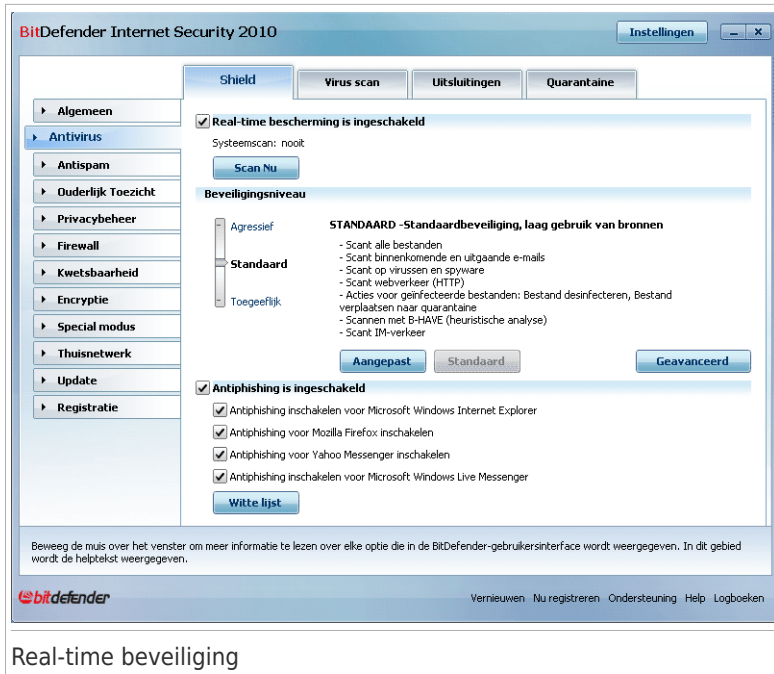 BitDefender Internet Security 2010
Instellingen
Shield
Virus scan
Uitsluitingen
Quarantaine
Algemeen
Antivirus
Antispam
Ouderlijk Toezicht
Privacybeheer
Firewall
Kwetsbaarheid
Encryptie
Special modus
Thuisnetwerk
Update
Registratie
Real-time bescherming is ingeschakeld
Systeemscan: nooit
Scan Nu
Beveiligingsniveau
Agressief
Standaard
Toegeeflijk
STANDAARD -Standaardbeveiliging, laag gebruik van bronnen
- Scant alle bestanden
- Scant binnenkomende en uitgaande e-mails
- Scant op virussen en spyware
- Scant webverkeer (HTTP)
- Acties voor geïnfecteerde bestanden: Bestand desinfecteren, Bestand
verplaatsen naar quarantaine
- Scannen met B-HAVE (heuristische analyse)
- Scant IM-verkeer
Aangepast
Standaard
Geavanceerd
Antiphishing is ingeschakeld
Antiphishing inschakelen voor Microsoft Windows Internet Explorer
Antiphishing voor Mozilla Firefox inschakelen
Antiphishing voor Yahoo Messenger inschakelen
Antiphishing inschakelen voor Microsoft Windows Live Messenger
Witte lijst
Beweeg de muis over het venster om meer informatie te lezen over elke optie die in de BitDefender-gebruikersinterface wordt weergegeven. In dit gebied
wordt de helptekst weergegeven.
bitdefender
Vernieuwen Nu registreren Ondersteuning Help Logboeken
Real-time beveiliging